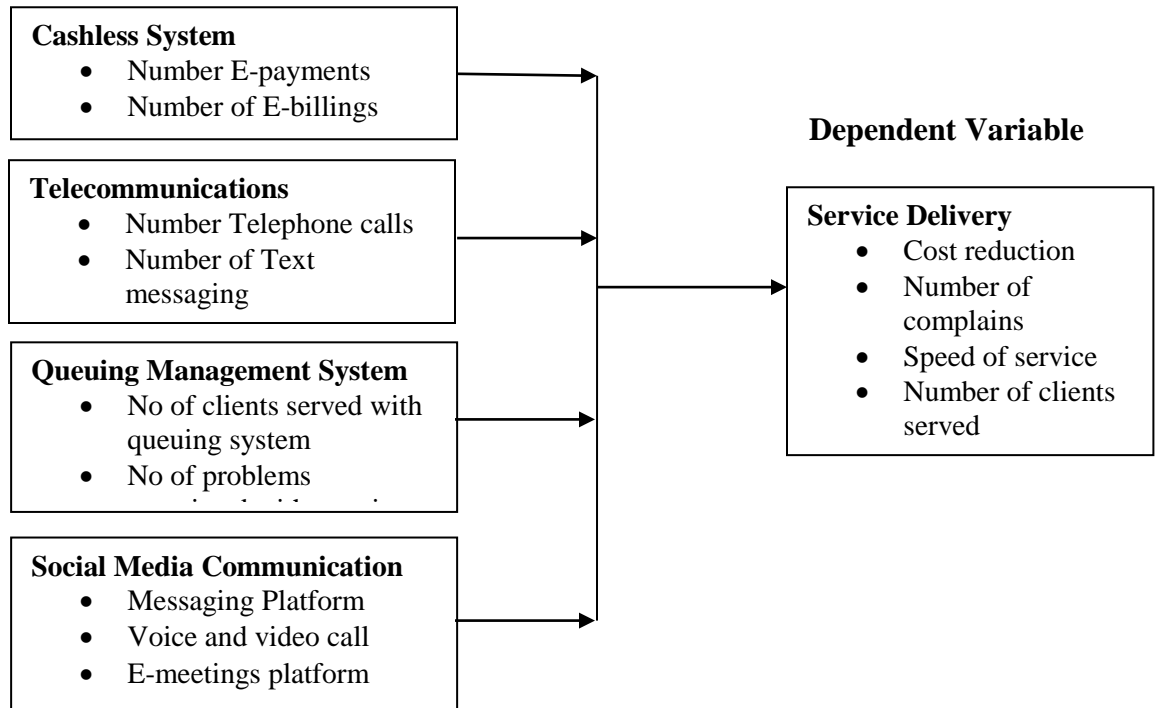 Cashless System
• Number E-payments
• Number of E-billings
Telecommunications
• Number Telephone calls
• Number of Text
messaging
Queuing Management System
• No of clients served with
queuing system
• No of problems
Social Media Communication
• Messaging Platform
• Voice and video call
• E-meetings platform
Dependent Variable
Service Delivery
• Cost reduction
• Number of
complains
• Speed of service
• Number of clients
served